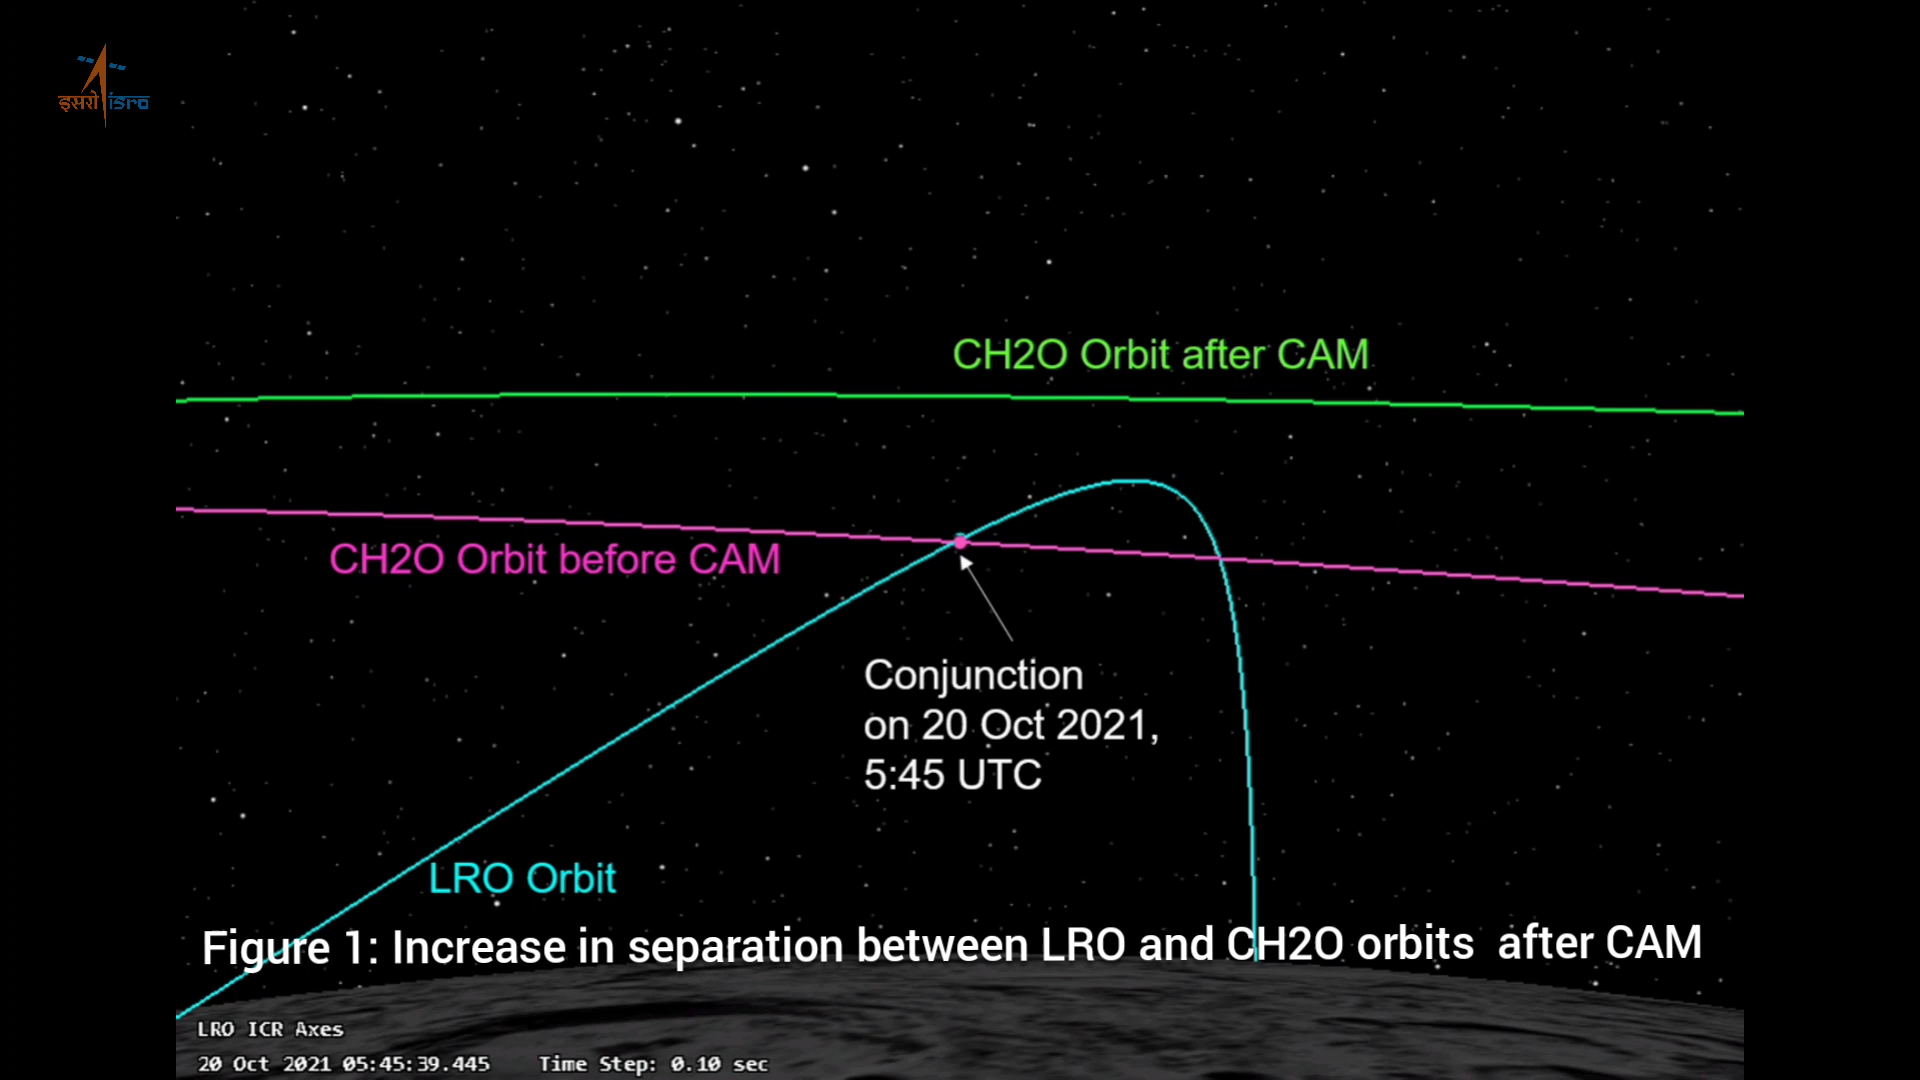 इसरो isro
CH2O Orbit after CAM
CH2O Orbit before CAM
Conjunction
on 20 Oct 2021,
5:45 UTC
LRO Orbit
Figure 1: Increase in separation between LRO and CH2O orbits after CAM
LRO ICR Axes
20 Oct 2021 05:45:39.445 Time Step: 0.10 sec